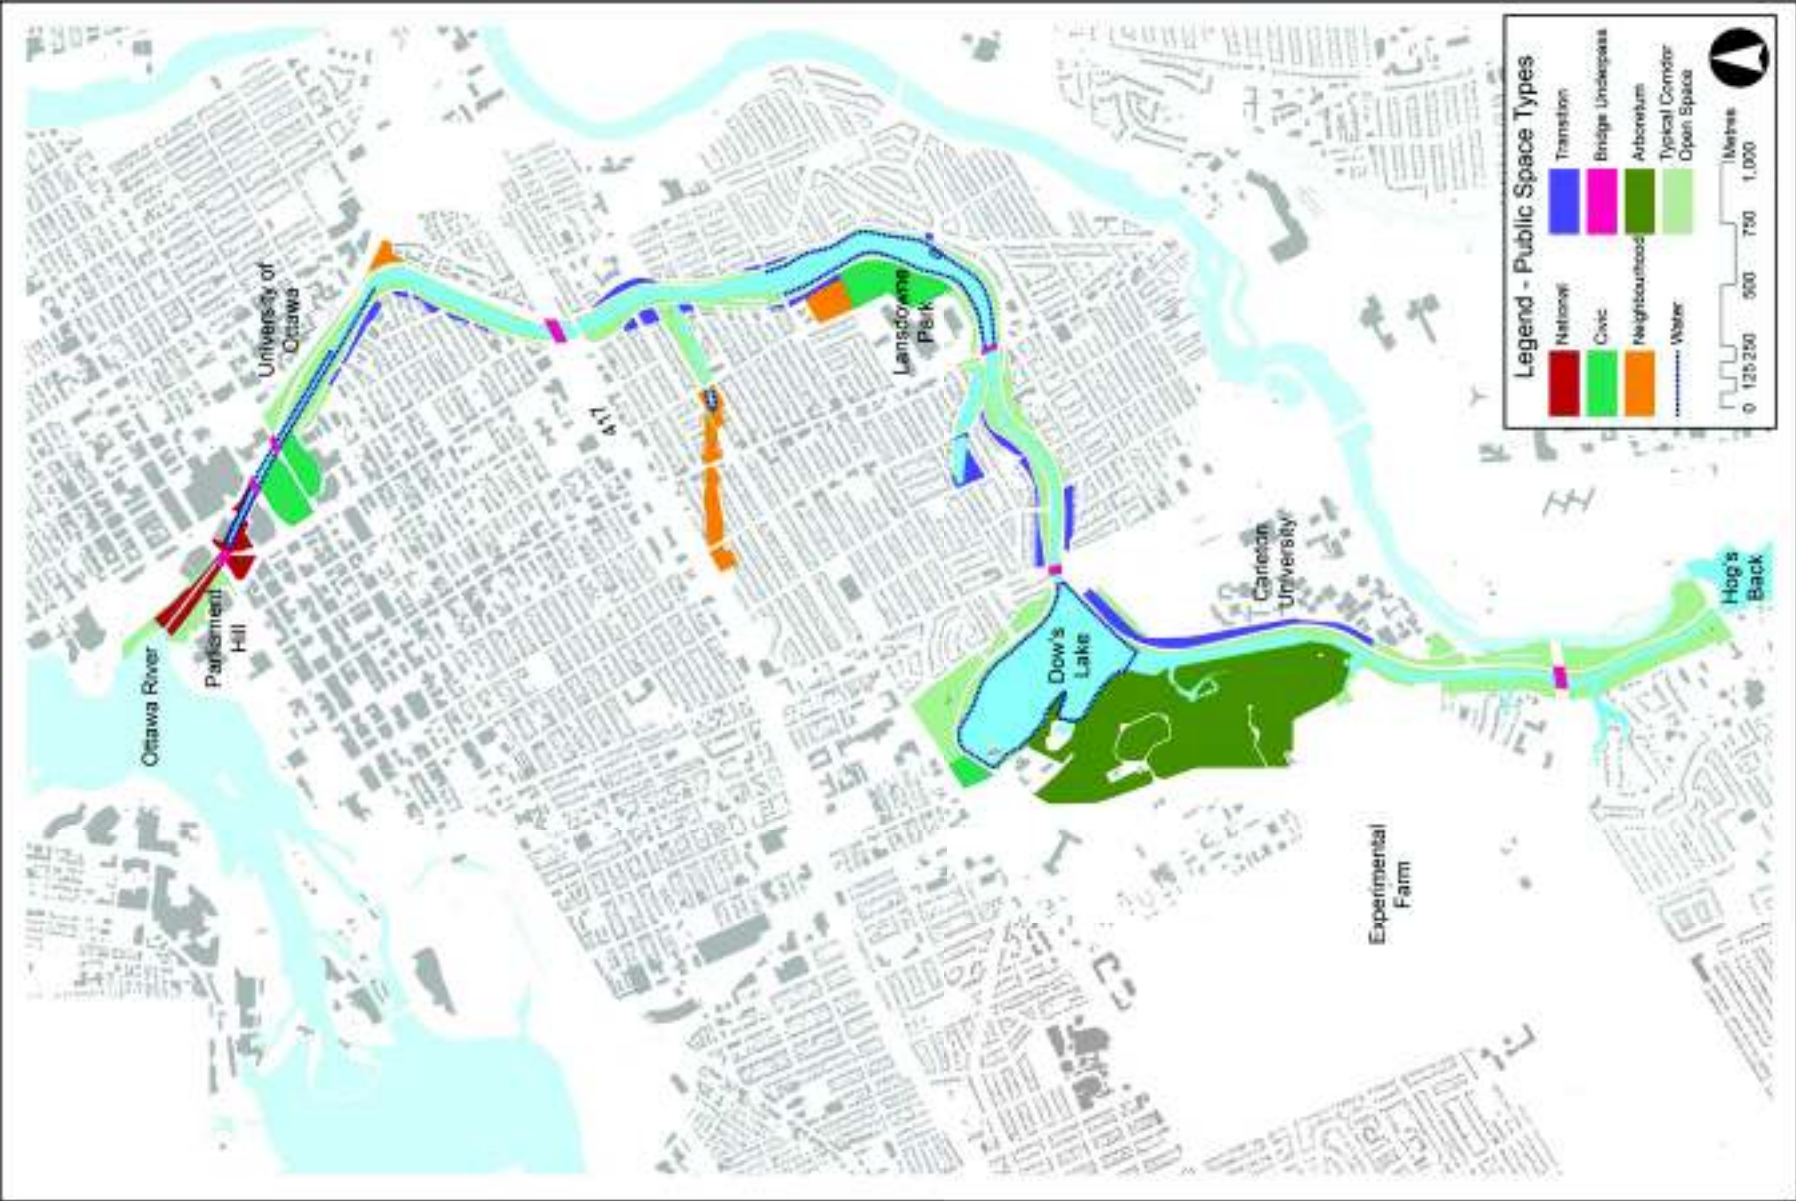 Legend - Public Space Types
National
Civic
Neighbourhood
Water
Transition
Bridge Underpass
Arboretum
Typical Corridor
Open Space
0 125 250 500 750 1,000
Metres
Ottawa River
Parliament
Hill
University of
Ottawa
417
Lansdowne
Park
Dow's
Lake
Carleton
University
Experimental
Farm
Hog's
Back